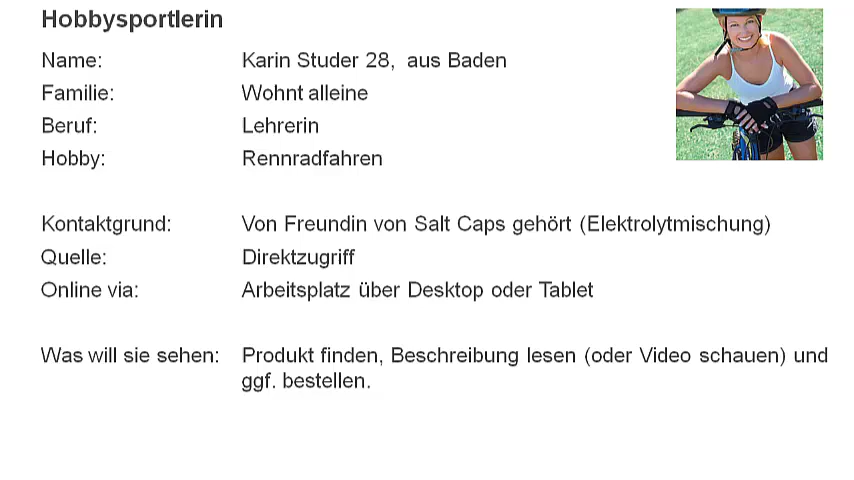 Hobbysportlerin
Name: Karin Studer 28, aus Baden
Familie: Wohnt alleine
Beruf: Lehrerin
Hobby: Rennradfahren
Kontaktgrund: Von Freundin von Salt Caps gehört (Elektrolytmischung)
Quelle: Direktzugriff
Online via: Arbeitsplatz über Desktop oder Tablet
Was will sie sehen: Produkt finden, Beschreibung lesen (oder Video schauen) und
ggf. bestellen.